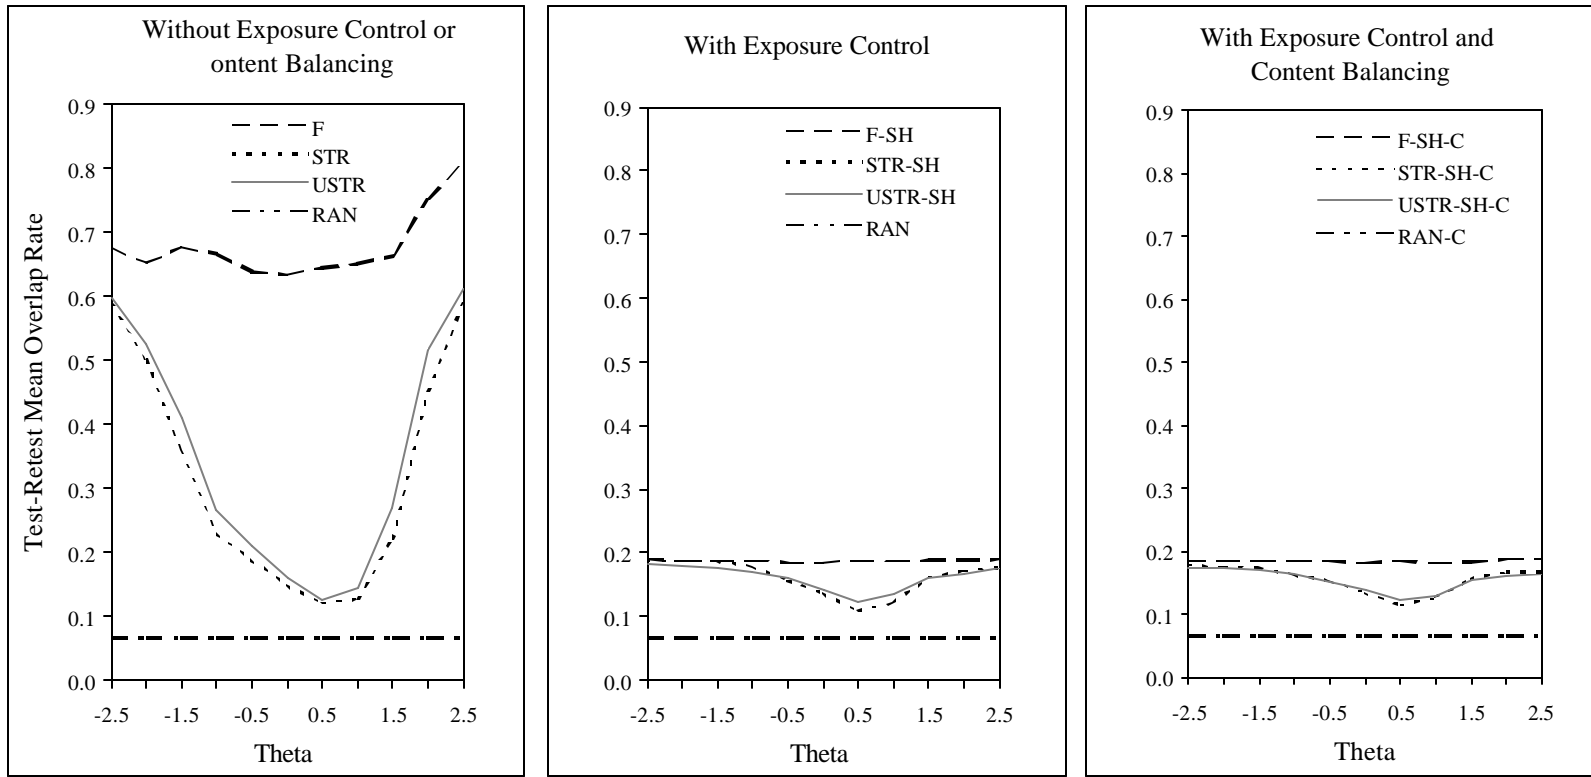 Without Exposure Control or
ontent Balancing
Test-Retest Mean Overlap Rate
0.9
0.8
0.7
0.6
0.5
0.4
0.3
0.2
0.1
0.0
F
STR
USTR
RAN
-2.5 -1.5 -0.5 0.5 1.5 2.5
Theta
With Exposure Control
0.9
0.8
0.7
0.6
0.5
0.4
0.3
0.2
0.1
0.0
F-SH
STR-SH
USTR-SH
RAN
-2.5 -1.5 -0.5 0.5 1.5 2.5
Theta
With Exposure Control and
Content Balancing
0.9
0.8
0.7
0.6
0.5
0.4
0.3
0.2
0.1
0.0
F-SH-C
STR-SH-C
USTR-SH-C
RAN-C
-2.5 -1.5 -0.5 0.5 1.5 2.5
Theta